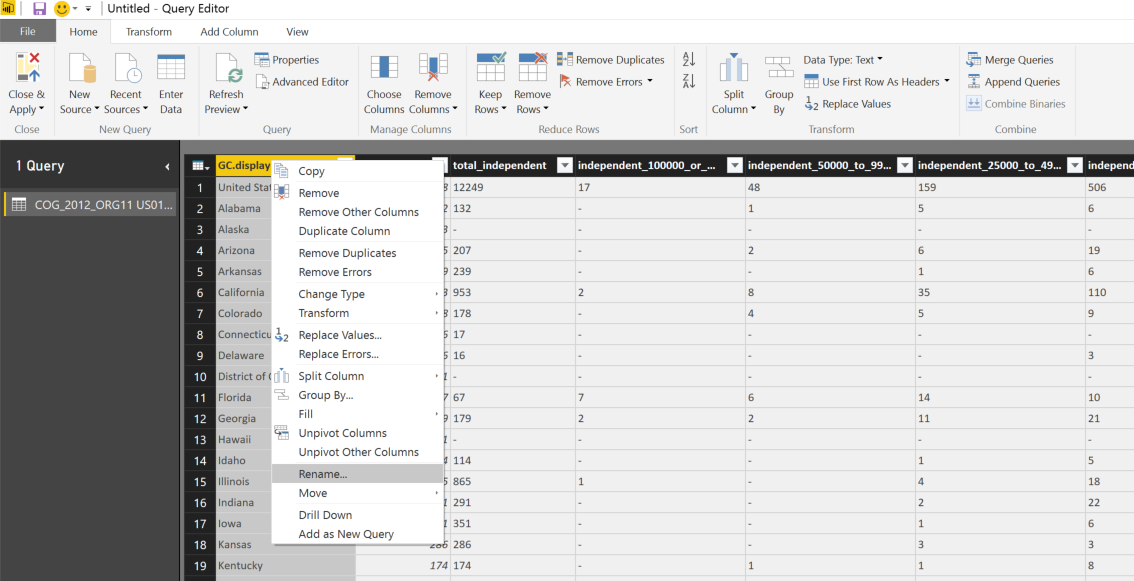 Untitled - Query Editor
File Home Transform Add Column View
Close & Apply New Source Recent Sources Enter Data Refresh Preview Properties Advanced Editor Choose Columns Remove Columns Keep Rows Remove Rows Remove Duplicates Remove Errors Split Column Group By Data Type: Text Use First Row As Headers Replace Values Merge Queries Append Queries Combine Binaries
Close New Query Query Manage Columns Reduce Rows Sort Transform Combine
1 Query
COG_2012_ORG11 US01...
GC.display total_independent independent_100000_or_... independent_50000_to_99... independent_25000_to_49... independ
1 United Stat 8 12249 17 48 159 506
2 Alabama 2 132 - 1 5 6
3 Alaska 3 - - - - -
4 Arizona 5 207 - 2 6 19
5 Arkansas 9 239 - - 1 6
6 California 3 953 2 8 35 110
7 Colorado 8 178 - 4 5 9
8 Connecticu 5 17 - - - -
9 Delaware 5 16 - - - 3
10 District of 1 - - - - -
11 Florida 7 67 7 6 14 10
12 Georgia 9 179 2 2 11 21
13 Hawaii 1 - - - - -
14 Idaho 4 114 - - 1 5
15 Illinois 5 865 1 - 4 18
16 Indiana 1 291 - - 2 22
17 Iowa 1 351 - - 1 6
18 Kansas 286 286 - - 3 3
19 Kentucky 174 174 - 1 1 8
Copy
Remove
Remove Other Columns
Duplicate Column
Remove Duplicates
Remove Errors
Change Type
Transform
Replace Values...
Replace Errors...
Split Column
Group By...
Fill
Unpivot Columns
Unpivot Other Columns
Rename...
Move
Drill Down
Add as New Query